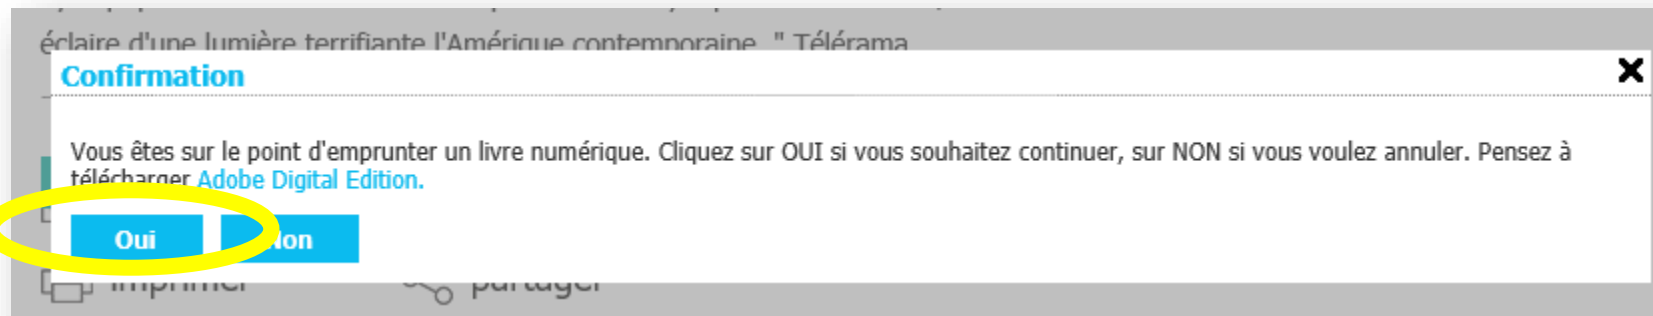 éclaire d'une lumière terrifiante l'Amérique contemporaine. " Télérama
Confirmation
Vous êtes sur le point d'emprunter un livre numérique. Cliquez sur OUI si vous souhaitez continuer, sur NON si vous voulez annuler. Pensez à
télécharger Adobe Digital Edition.
Oui Non
imprimer partager